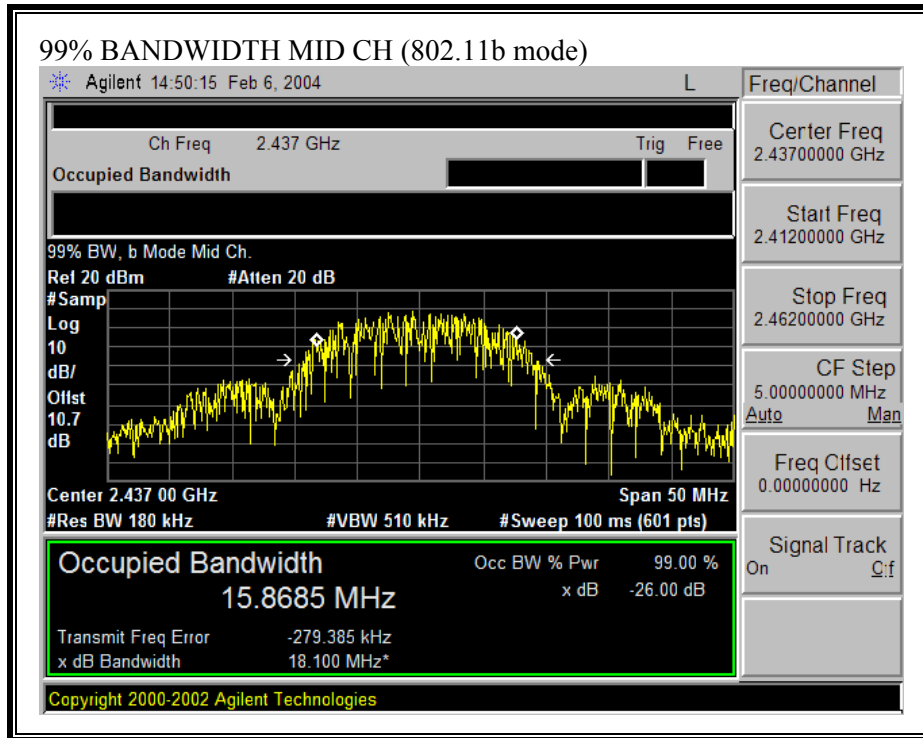 99% BANDWIDTH MID CH (802.11b mode)
Agilent 14:50:15 Feb 6, 2004 L
Freq/Channel
Ch Freq 2.437 GHz Trig Free
Occupied Bandwidth
99% BW, b Mode Mid Ch.
Ref 20 dBm #Atten 20 dB
#Samp
Log
10
dB/
Offst
10.7
dB
Center 2.437 00 GHz Span 50 MHz
#Res BW 180 kHz #VBW 510 kHz #Sweep 100 ms (601 pts)
Occupied Bandwidth Occ BW % Pwr 99.00 %
15.8685 MHz x dB -26.00 dB
Transmit Freq Error -279.385 kHz
x dB Bandwidth 18.100 MHz*
Copyright 2000-2002 Agilent Technologies
Center Freq
2.43700000 GHz
Start Freq
2.41200000 GHz
Stop Freq
2.46200000 GHz
CF Step
5.00000000 MHz
Auto Man
Freq Offset
0.00000000 Hz
Signal Track
On Off